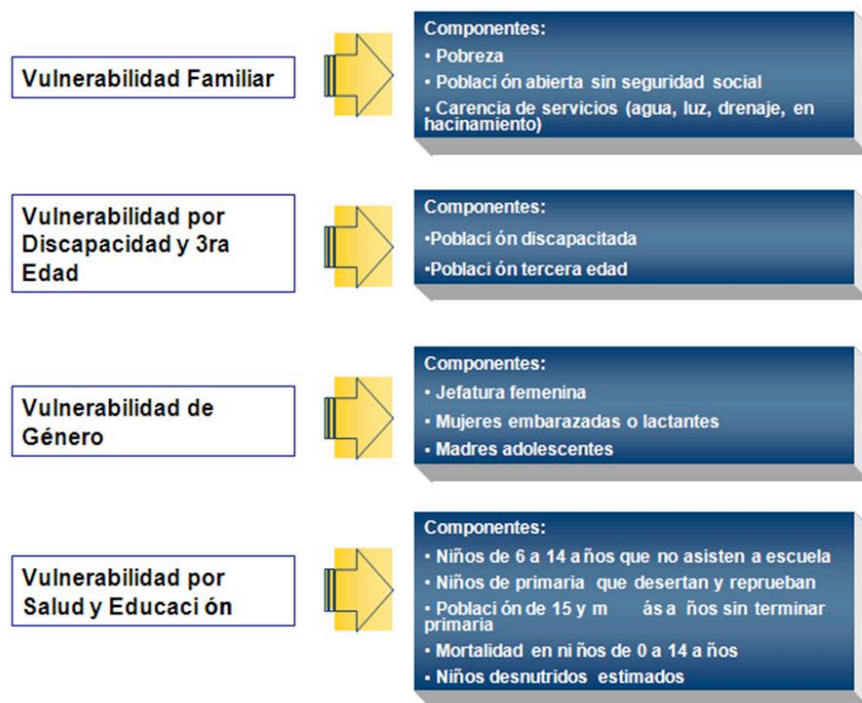 Vulnerabilidad Familiar
Componentes:
• Pobreza
• Poblaci ón abierta sin seguridad social
• Carencia de servicios (agua, luz, drenaje, en
hacinamiento)
Vulnerabilidad por
Discapacidad y 3ra
Edad
Componentes:
•Poblaci ón discapacitada
•Poblaci ón tercera edad
Vulnerabilidad de
Género
Componentes:
• Jefatura femenina
• Mujeres embarazadas o lactantes
• Madres adolescentes
Vulnerabilidad por
Salud y Educaci ón
Componentes:
• Niños de 6 a 14 a ños que no asisten a escuela
• Niños de primaria que desertan y reprueban
• Poblaci ón de 15 y m ás a ños sin terminar
primaria
• Mortalidad en ni ños de 0 a 14 a ños
• Niños desnutridos estimados